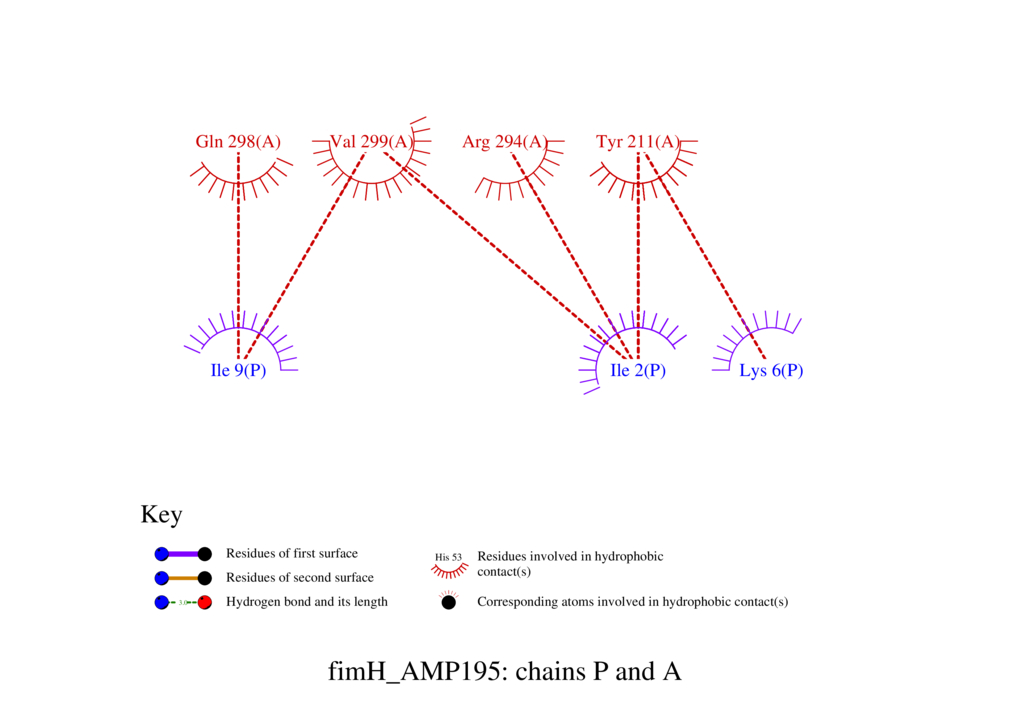 Gln 298(A) Val 299(A) Arg 294(A) Tyr 211(A)
Ile 9(P) Ile 2(P) Lys 6(P)
Key
Residues of first surface
Residues of second surface
3.0
Hydrogen bond and its length
His 53
Residues involved in hydrophobic
contact(s)
Corresponding atoms involved in hydrophobic contact(s)
fimH_AMP195: chains P and A